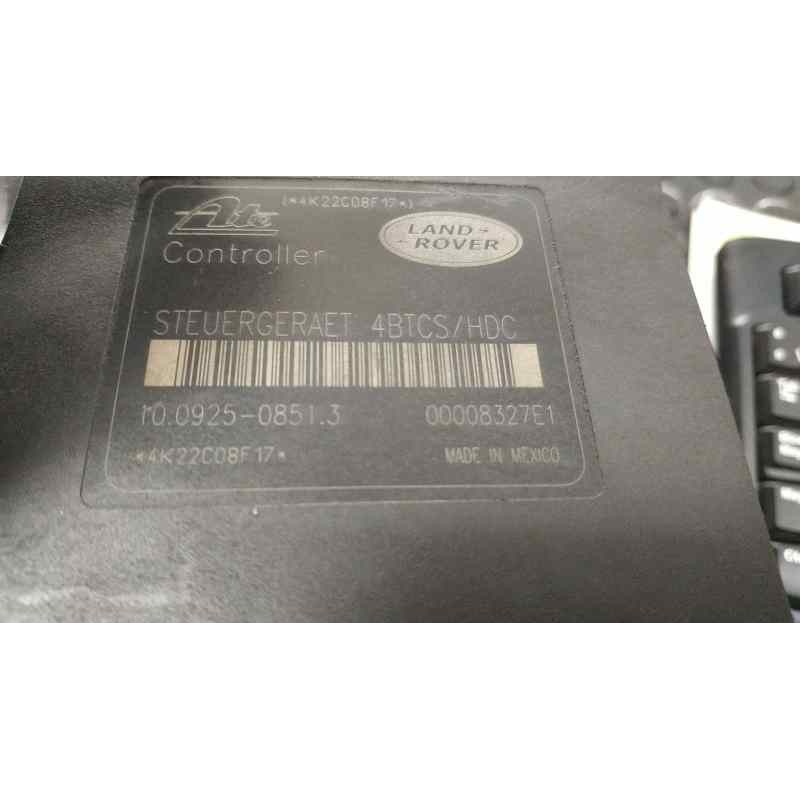 (*4K22C08F17*)
Ate
LAND
ROVER
Controller
STEUERGERAET 4BTCS/HDC
10.0925-0851.3 00008327E1
*4K22C08F17* MADE IN MEXICO